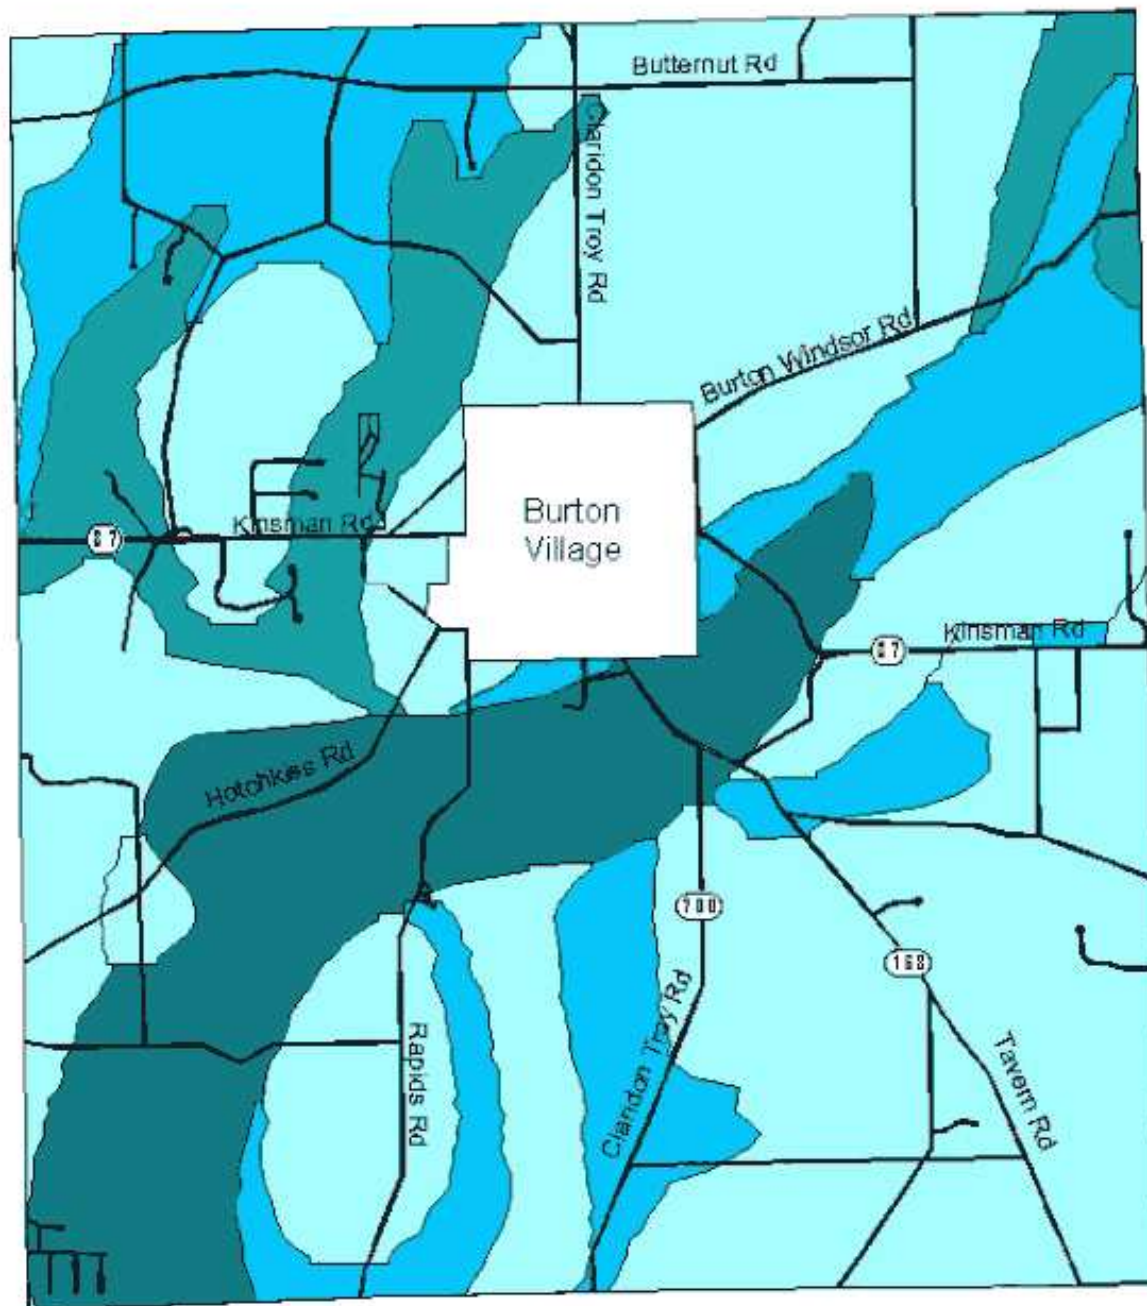 Butternut Rd
Claridon Troy Rd
Burton Windsor Rd
Burton
Village
Kinsman Rd
87
Kinsman Rd
87
Hotchkiss Rd
700
168
Claridon Troy Rd
Rapids Rd
Tavern Rd